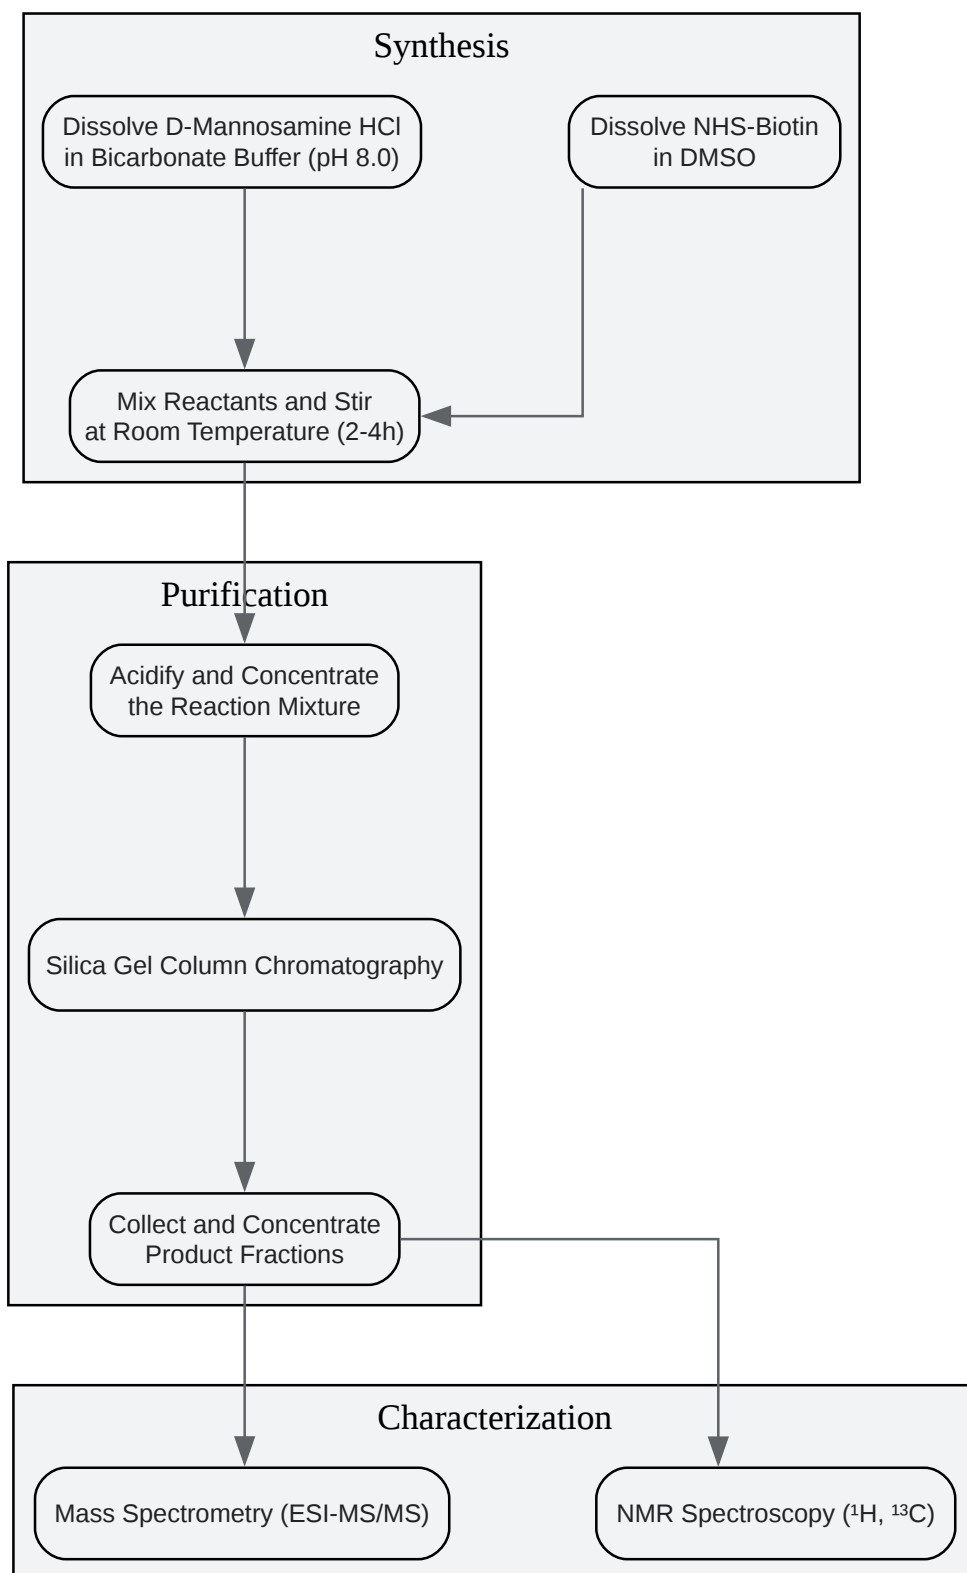 Synthesis
Dissolve D-Mannosamine HCl
in Bicarbonate Buffer (pH 8.0)
Dissolve NHS-Biotin
in DMSO
Mix Reactants and Stir
at Room Temperature (2-4h)
Purification
Acidify and Concentrate
the Reaction Mixture
Silica Gel Column Chromatography
Collect and Concentrate
Product Fractions
Characterization
Mass Spectrometry (ESI-MS/MS)
NMR Spectroscopy (¹H, ¹³C)